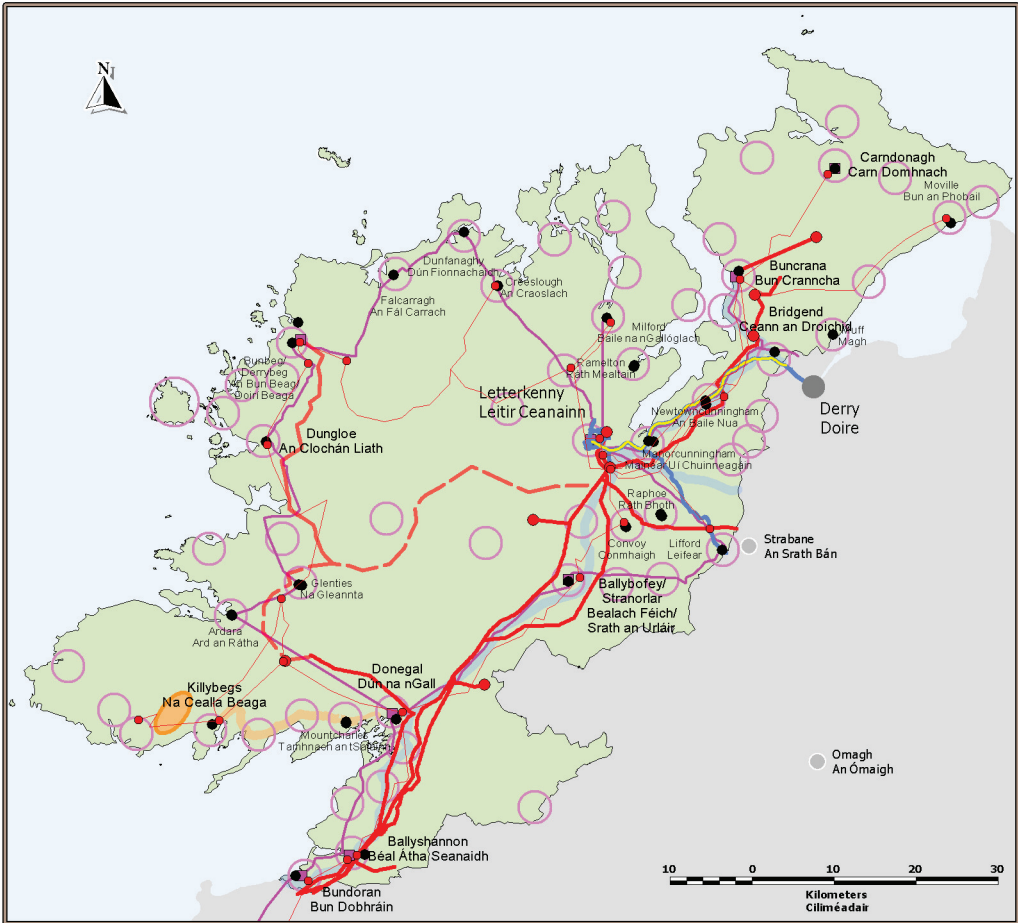 N
Carndonagh
Carn Domhnach
Moville
Bun an Phobail
Dunfanaghy
Dún Fionnachaidh
Buncrana
Bun Cranncha
Creeslough
An Craoslach
Falcarragh
An Fál Carrach
Bridgend
Ceann an Droichid
Muff
Magh
Milford
Baile na nGallóglach
Bunbeg/
Derrybeg
An Bun Beag/
Doirí Beaga
Ramelton
Ráth Mealtain
Letterkenny
Leitir Ceanainn
Derry
Doire
Newtowncunningham
An Baile Nua
Dungloe
An Clochán Liath
Manorcunningham
Mainéar Uí Chuinneagáin
Raphoe
Ráth Bhoth
Convoy
Conmhaigh
Lifford
Leifear
Strabane
An Srath Bán
Glenties
Na Gleannta
Ballybofey/
Stranorlar
Bealach Féich/
Srath an Urláir
Ardara
Ard an Rátha
Donegal
Dún na nGall
Killybegs
Na Cealla Beaga
Mountcharles
Tamhnach an tSalainn
Omagh
An Ómaigh
Ballyshannon
Béal Átha Seanaidh
Bundoran
Bun Dobhráin
10 0 10 20 30
Kilometers
Ciliméadair